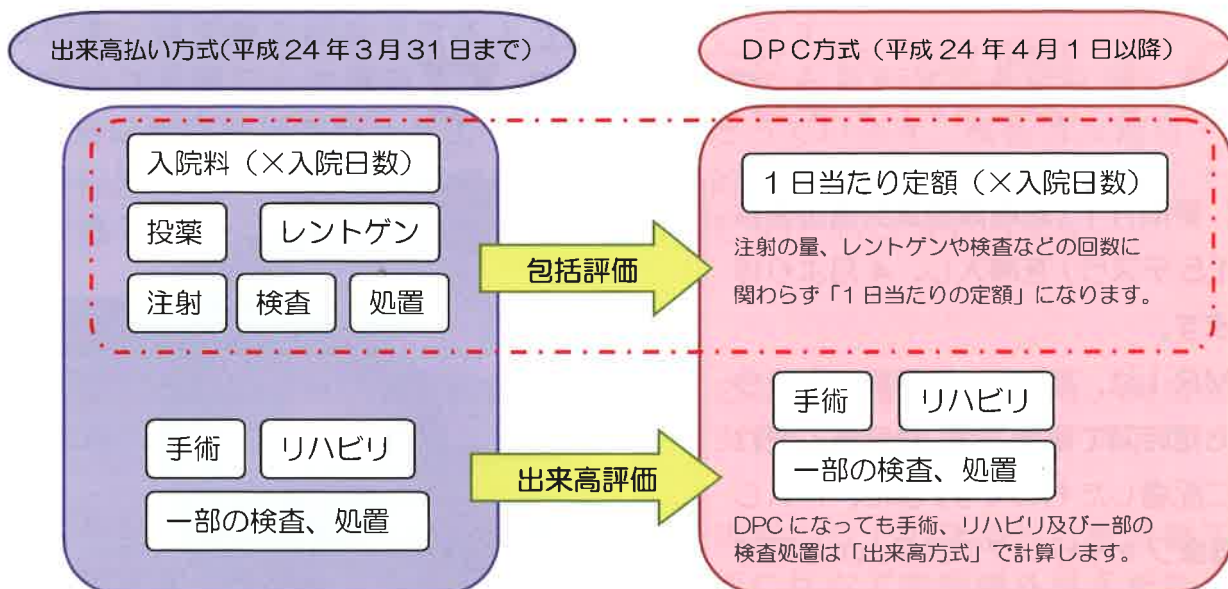 出来高払い方式(平成24年3月31日まで)
DPC方式(平成24年4月1日以降)
入院料(×入院日数)
投薬 レントゲン
注射 検査 処置
包括評価
1日当たり定額(×入院日数)
注射の量、レントゲンや検査などの回数に
関わらず「1日当たりの定額」になります。
手術 リハビリ
一部の検査、処置
出来高評価
手術 リハビリ
一部の検査、処置
DPCになっても手術、リハビリ及び一部の
検査処置は「出来高方式」で計算します。